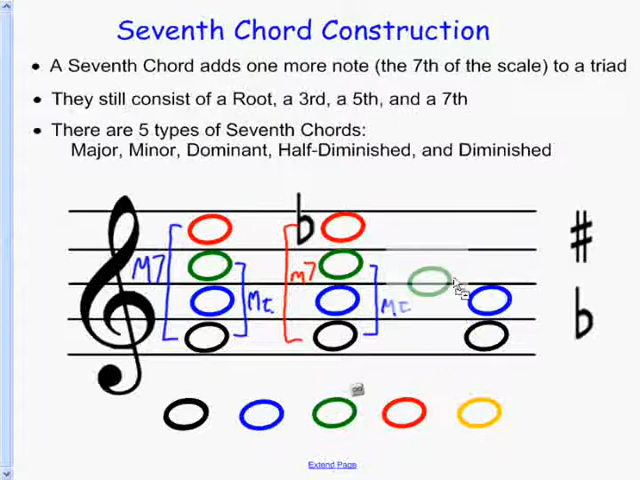 Seventh Chord Construction
• A Seventh Chord adds one more note (the 7th of the scale) to a triad
• They still consist of a Root, a 3rd, a 5th, and a 7th
• There are 5 types of Seventh Chords:
Major, Minor, Dominant, Half-Diminished, and Diminished
M7 Mt. m7 Mt
Extend Page